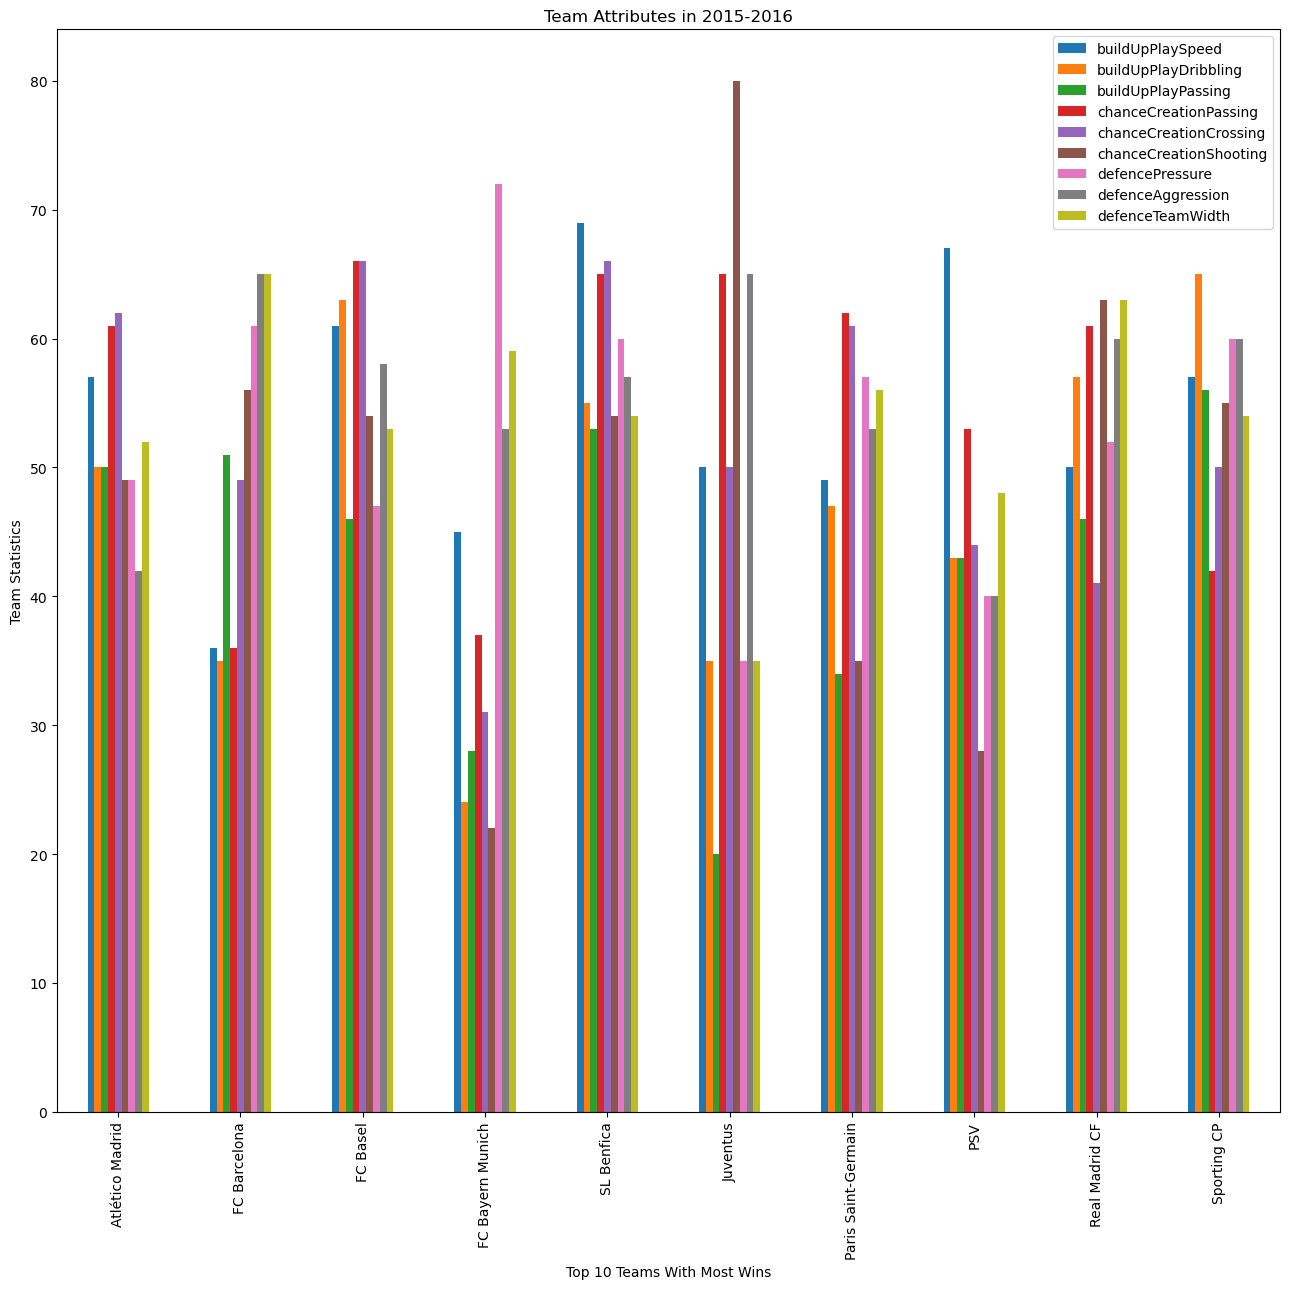 Team Attributes in 2015-2016
buildUpPlaySpeed
buildUpPlayDribbling
buildUpPlayPassing
chanceCreationPassing
chanceCreationCrossing
chanceCreationShooting
defencePressure
defenceAggression
defenceTeamWidth
80
70
60
50
40
30
20
10
0
Team Statistics
Atlético Madrid
FC Barcelona
FC Basel
FC Bayern Munich
SL Benfica
Juventus
Paris Saint-Germain
PSV
Real Madrid CF
Sporting CP
Top 10 Teams With Most Wins